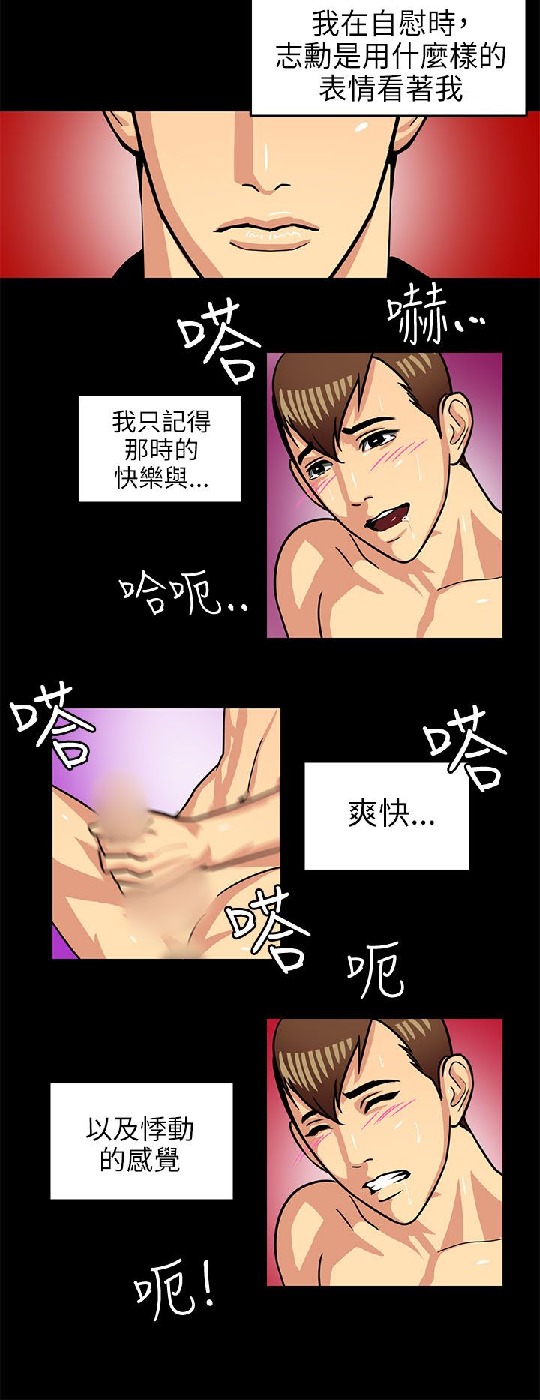 我在自慰時,
志勳是用什麼樣的
表情看著我
嗒
嚇...
我只記得
那時的
快樂與...
哈呃..
嗒
嗒
爽快...
嗒
呃
以及悸動
的感覺
呃!